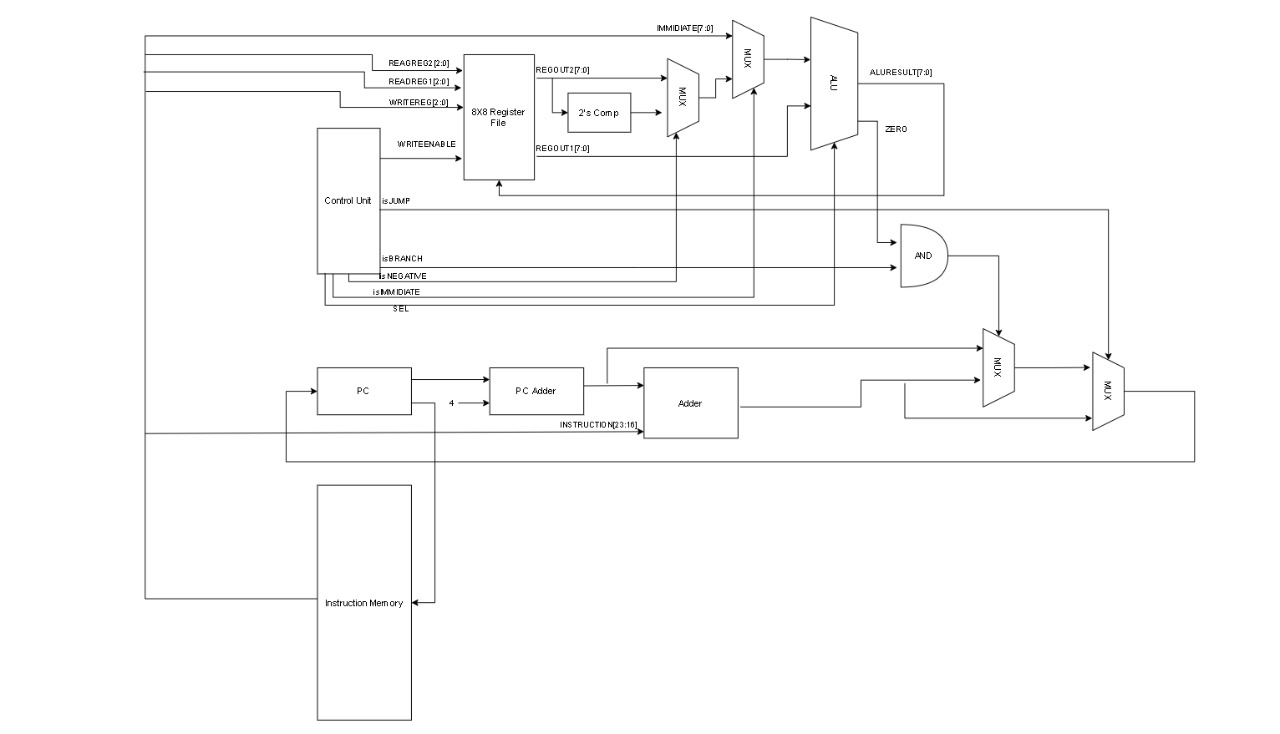 IMMIDIATE[7:0]
REAGREG2[2:0]
READREG1[2:0]
WRITEREG[2:0]
WRITEENABLE
8X8 Register
File
REGOUT2[7:0]
2's Comp
REGOUT1[7:0]
MUX
MUX
ALU
ALURESULT[7:0]
ZERO
Control Unit
isJUMP
isBRANCH
isNEGATIVE
isIMMIDIATE
SEL
AND
PC
PC Adder
4
Adder
INSTRUCTION[23:16]
MUX
MUX
Instruction Memory